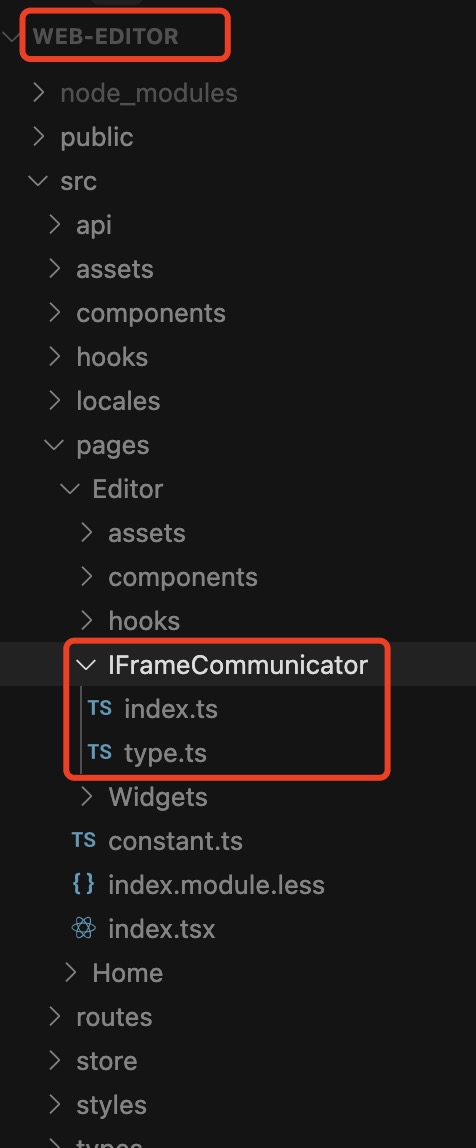 WEB-EDITOR
node_modules
public
src
api
assets
components
hooks
locales
pages
Editor
assets
components
hooks
IFrameCommunicator
TS index.ts
TS type.ts
Widgets
TS constant.ts
{} index.module.less
index.tsx
Home
routes
store
styles
types